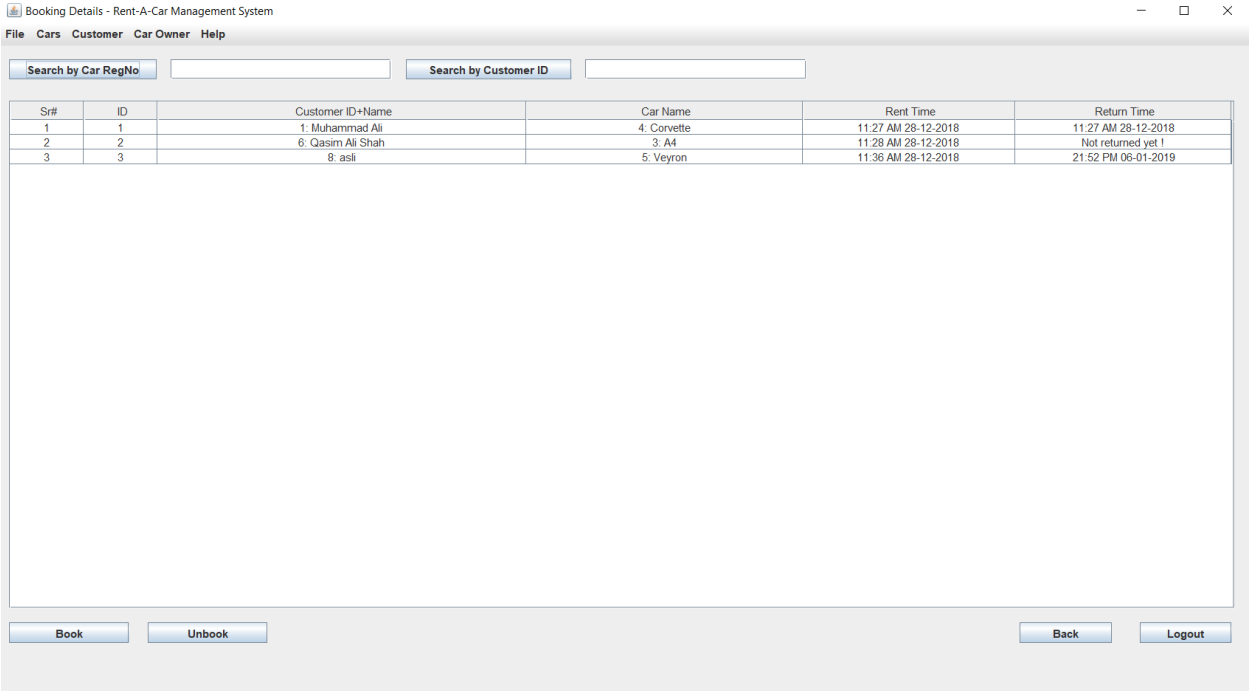 Booking Details - Rent-A-Car Management System
File Cars Customer Car Owner Help
Search by Car RegNo Search by Customer ID
Sr# ID Customer ID+Name Car Name Rent Time Return Time
1 1 1: Muhammad Ali 4: Corvette 11:27 AM 28-12-2018 11:27 AM 28-12-2018
2 2 6: Qasim Ali Shah 3: A4 11:28 AM 28-12-2018 Not returned yet !
3 3 8: asli 5: Veyron 11:36 AM 28-12-2018 21:52 PM 06-01-2019
Book Unbook Back Logout